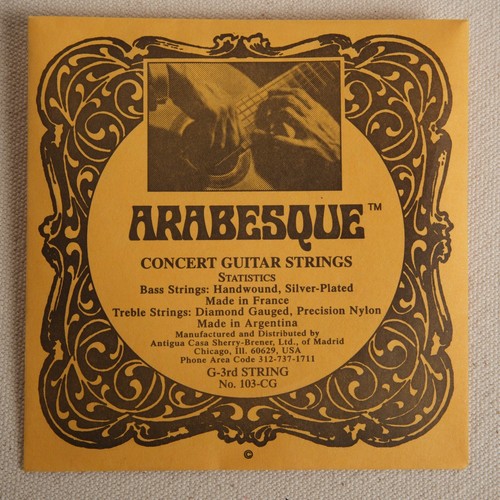 ARABESQUE™
CONCERT GUITAR STRINGS
STATISTICS
Bass Strings: Handwound, Silver-Plated
Made in France
Treble Strings: Diamond Gauged, Precision Nylon
Made in Argentina
Manufactured and Distributed by
Antigua Casa Sherry-Brener, Ltd., of Madrid
Chicago, Ill. 60629, USA
Phone Area Code 312-737-1711
G-3rd STRING
No. 103-CG
©